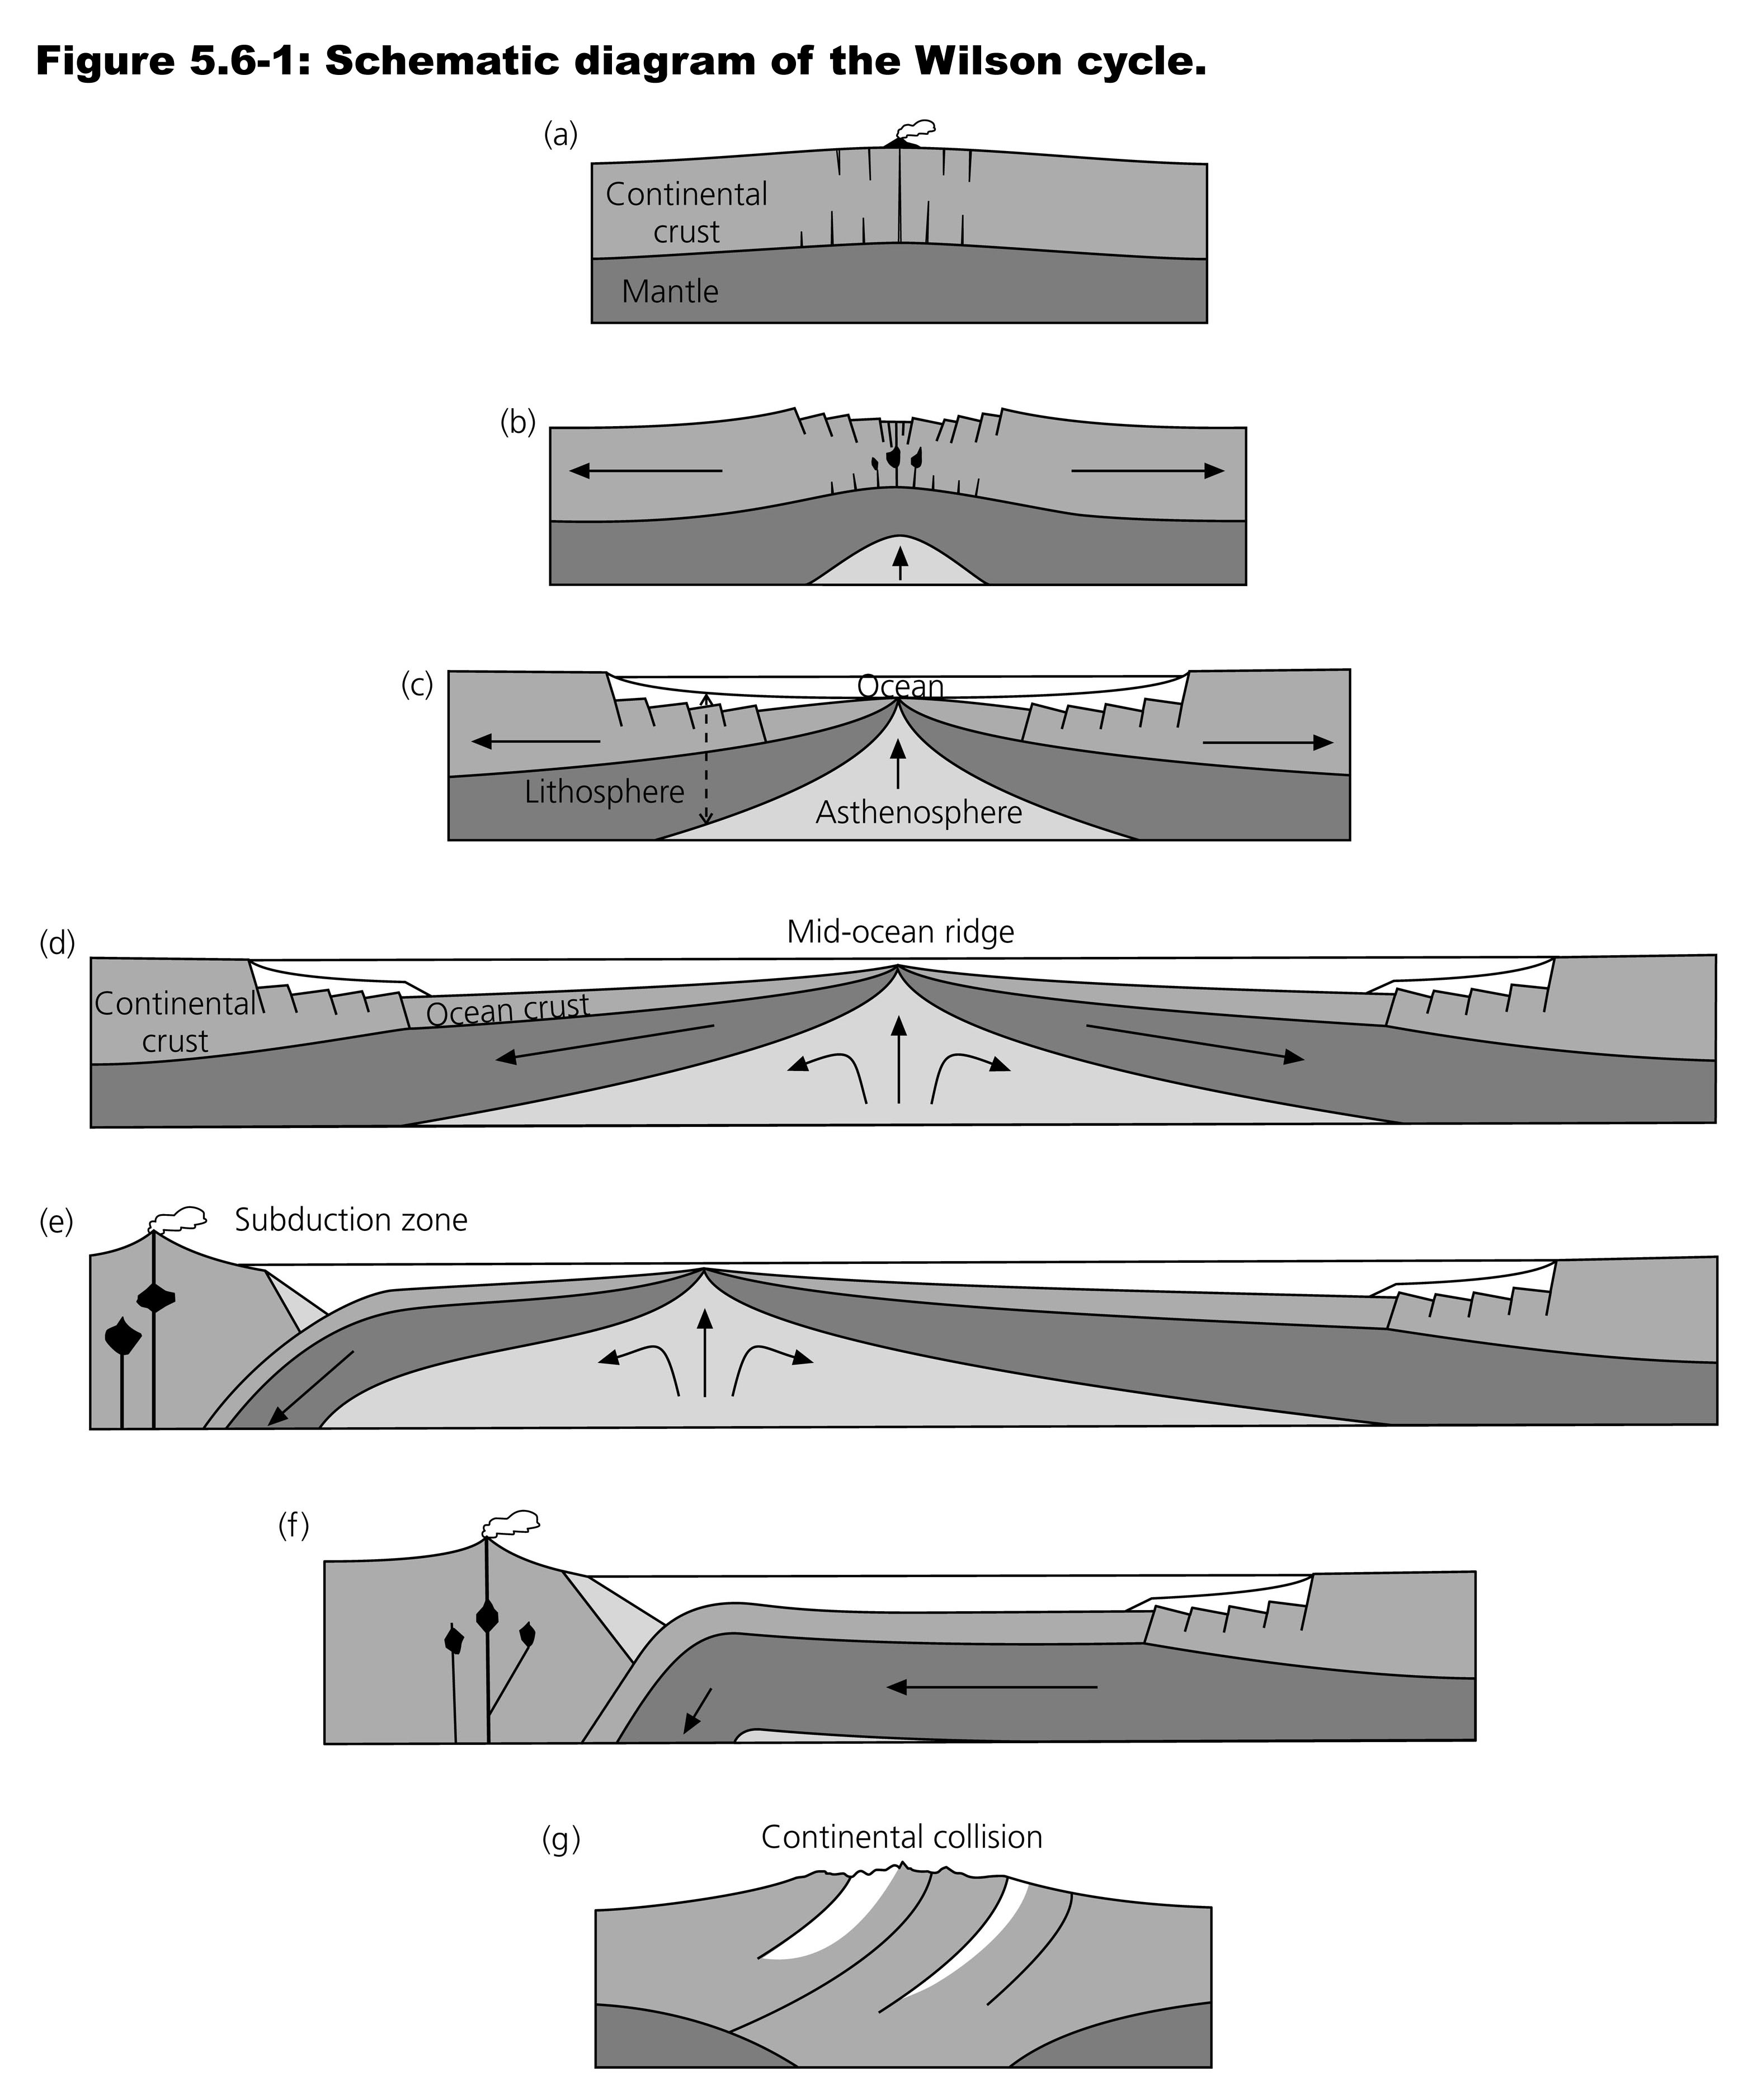 Figure 5.6-1: Schematic diagram of the Wilson cycle.
(a)
Continental
crust
Mantle
(b)
(c)
Ocean
Lithosphere
Asthenosphere
(d)
Mid-ocean ridge
Continental
crust
Ocean crust
(e)
Subduction zone
(f)
(g)
Continental collision